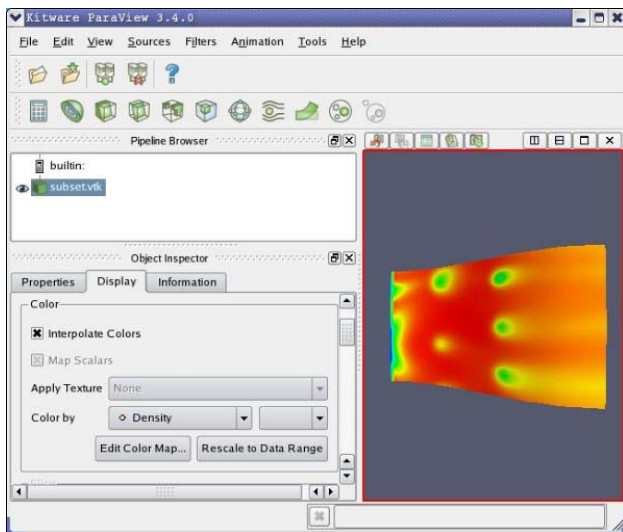 Kitware ParaView 3.4.0
File Edit View Sources Filters Animation Tools Help
Pipeline Browser
builtin:
subset.vtk
Object Inspector
Properties Display Information
Color
Interpolate Colors
Map Scalars
Apply Texture None
Color by Density
Edit Color Map... Rescale to Data Range